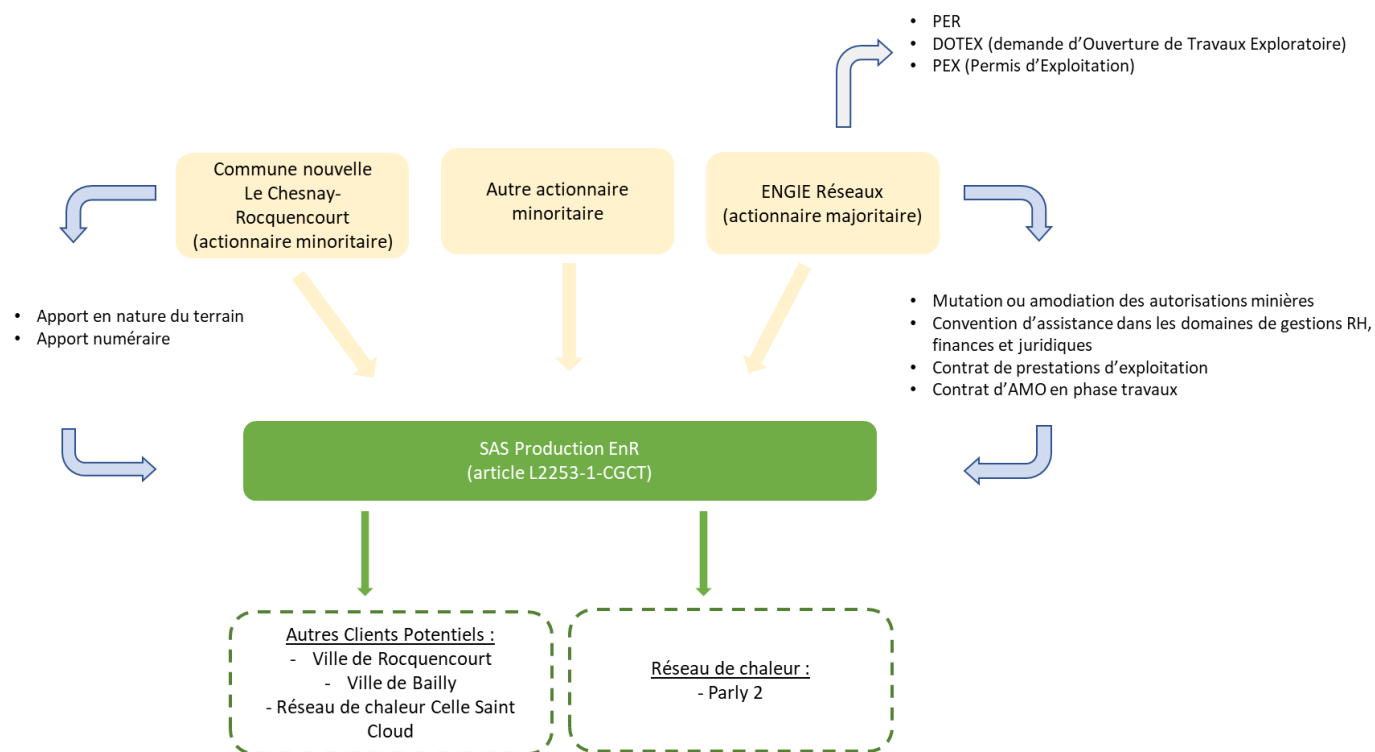 • PER
• DOTEX (demande d'Ouverture de Travaux Exploratoire)
• PEX (Permis d'Exploitation)
Commune nouvelle
Le Chesnay-
Rocquencourt
(actionnaire minoritaire)
Autre actionnaire
minoritaire
ENGIE Réseaux
(actionnaire majoritaire)
• Apport en nature du terrain
• Apport numéraire
• Mutation ou amodiation des autorisations minières
• Convention d'assistance dans les domaines de gestions RH,
finances et juridiques
• Contrat de prestations d'exploitation
• Contrat d'AMO en phase travaux
SAS Production EnR
(article L2253-1-CGCT)
Autres Clients Potentiels :
- Ville de Rocquencourt
- Ville de Bailly
- Réseau de chaleur Celle Saint
Cloud
Réseau de chaleur :
- Parly 2